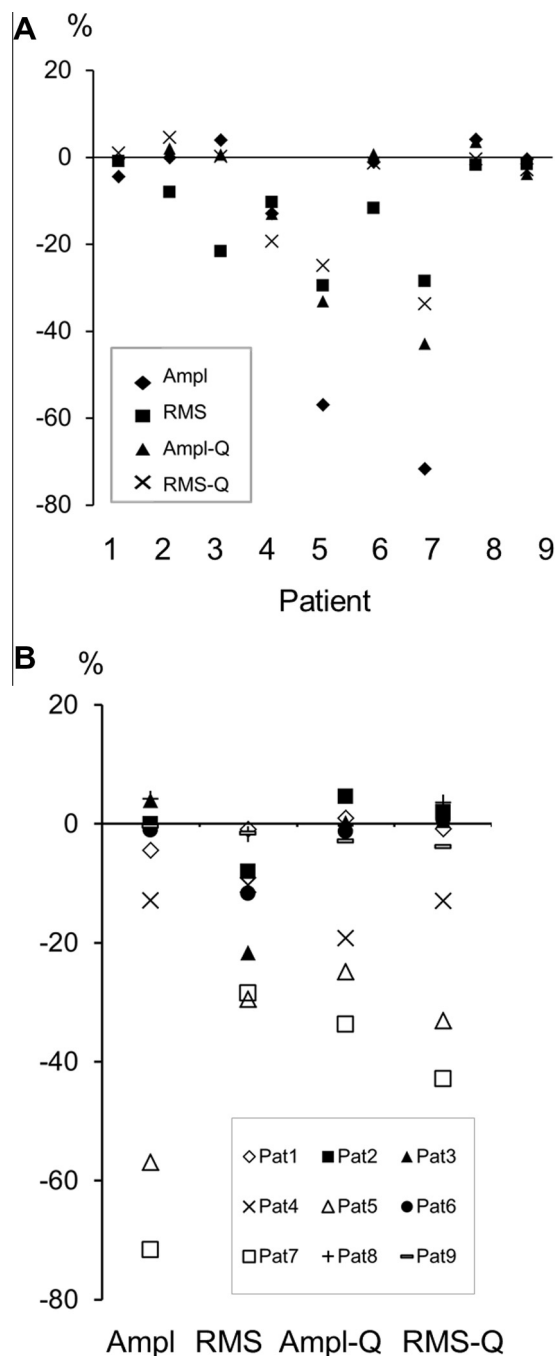 A
%
20
0
-20
-40
-60
-80
Ampl
RMS
Ampl-Q
RMS-Q
1 2 3 4 5 6 7 8 9
Patient
B
%
20
0
-20
-40
-60
-80
Pat1 Pat2 Pat3
Pat4 Pat5 Pat6
Pat7 Pat8 Pat9
Ampl RMS Ampl-Q RMS-Q